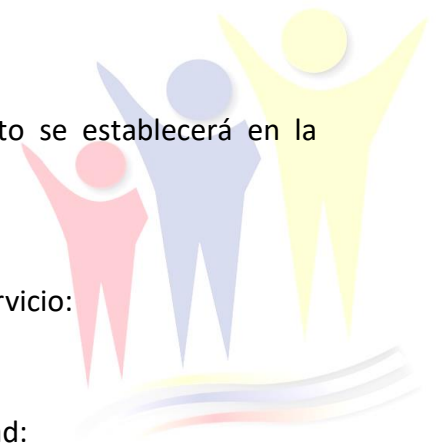 to se establecerá en la
rvicio:
d: